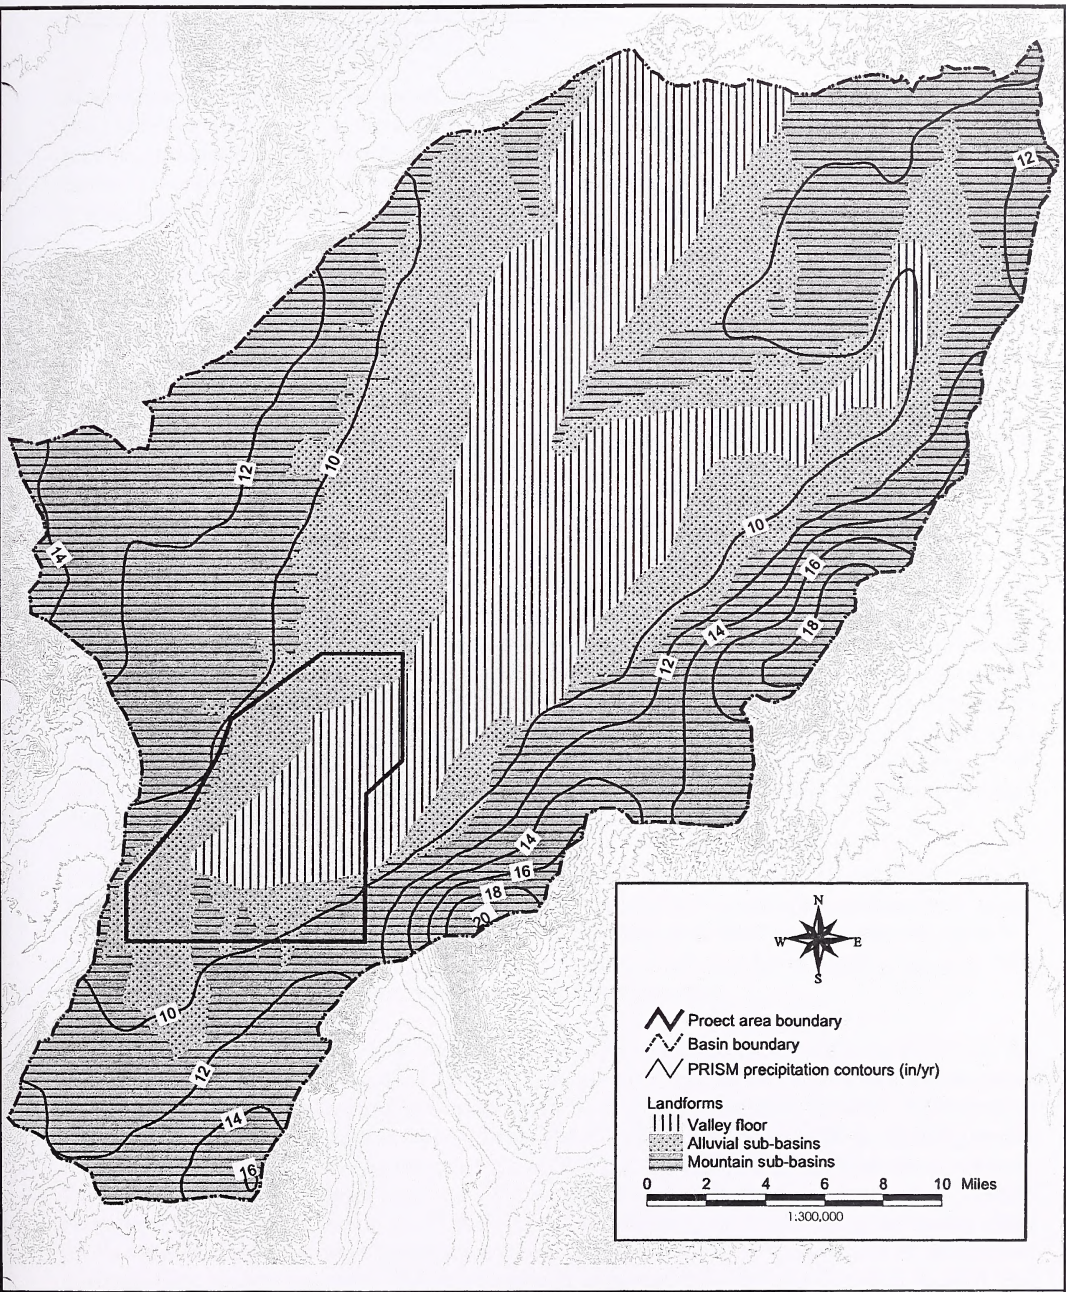 12
12
10
14
10
16
14
18
12
14
16
18
20
10
12
14
16
N
W E
S
Proect area boundary
Basin boundary
PRISM precipitation contours (in/yr)
Landforms
Valley floor
Alluvial sub-basins
Mountain sub-basins
0 2 4 6 8 10 Miles
1:300,000